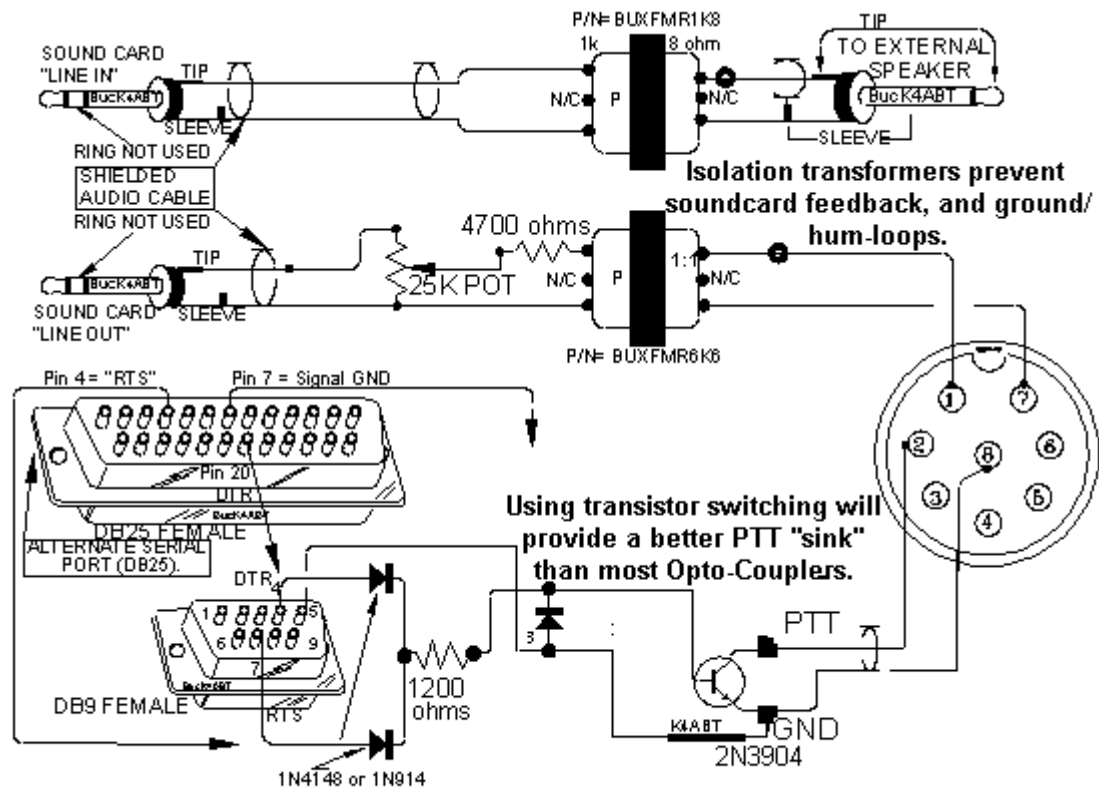 P/N= BUXFMR1K8
TIP
SOUND CARD
"LINE IN"
TIP
1k
8 ohm
TO EXTERNAL
SPEAKER
BucK4ABT
N/C
P
N/C
BucK4ABT
SLEEVE
SLEEVE
RING NOT USED
SHIELDED
AUDIO CABLE
RING NOT USED
Isolation transformers prevent
soundcard feedback, and ground/
hum-loops.
4700 ohms
TIP
1:1
BucK4ABT
25K POT
N/C
P
N/C
SLEEVE
SOUND CARD
"LINE OUT"
P/N= BUXFMR6K6
Pin 4 = "RTS"
Pin 7 = Signal GND
1
7
2
8
6
3
5
4
Pin 20
DTR
BucK4ABT
DB25 FEMALE
ALTERNATE SERIAL
PORT (DB25).
Using transistor switching will
provide a better PTT "sink"
than most Opto-Couplers.
DTR
4
1
5
6
9
7
3
:
PTT
BucK4ABT
DB9 FEMALE
RTS
1200
ohms
K4ABT
GND
2N3904
1N4148 or 1N914